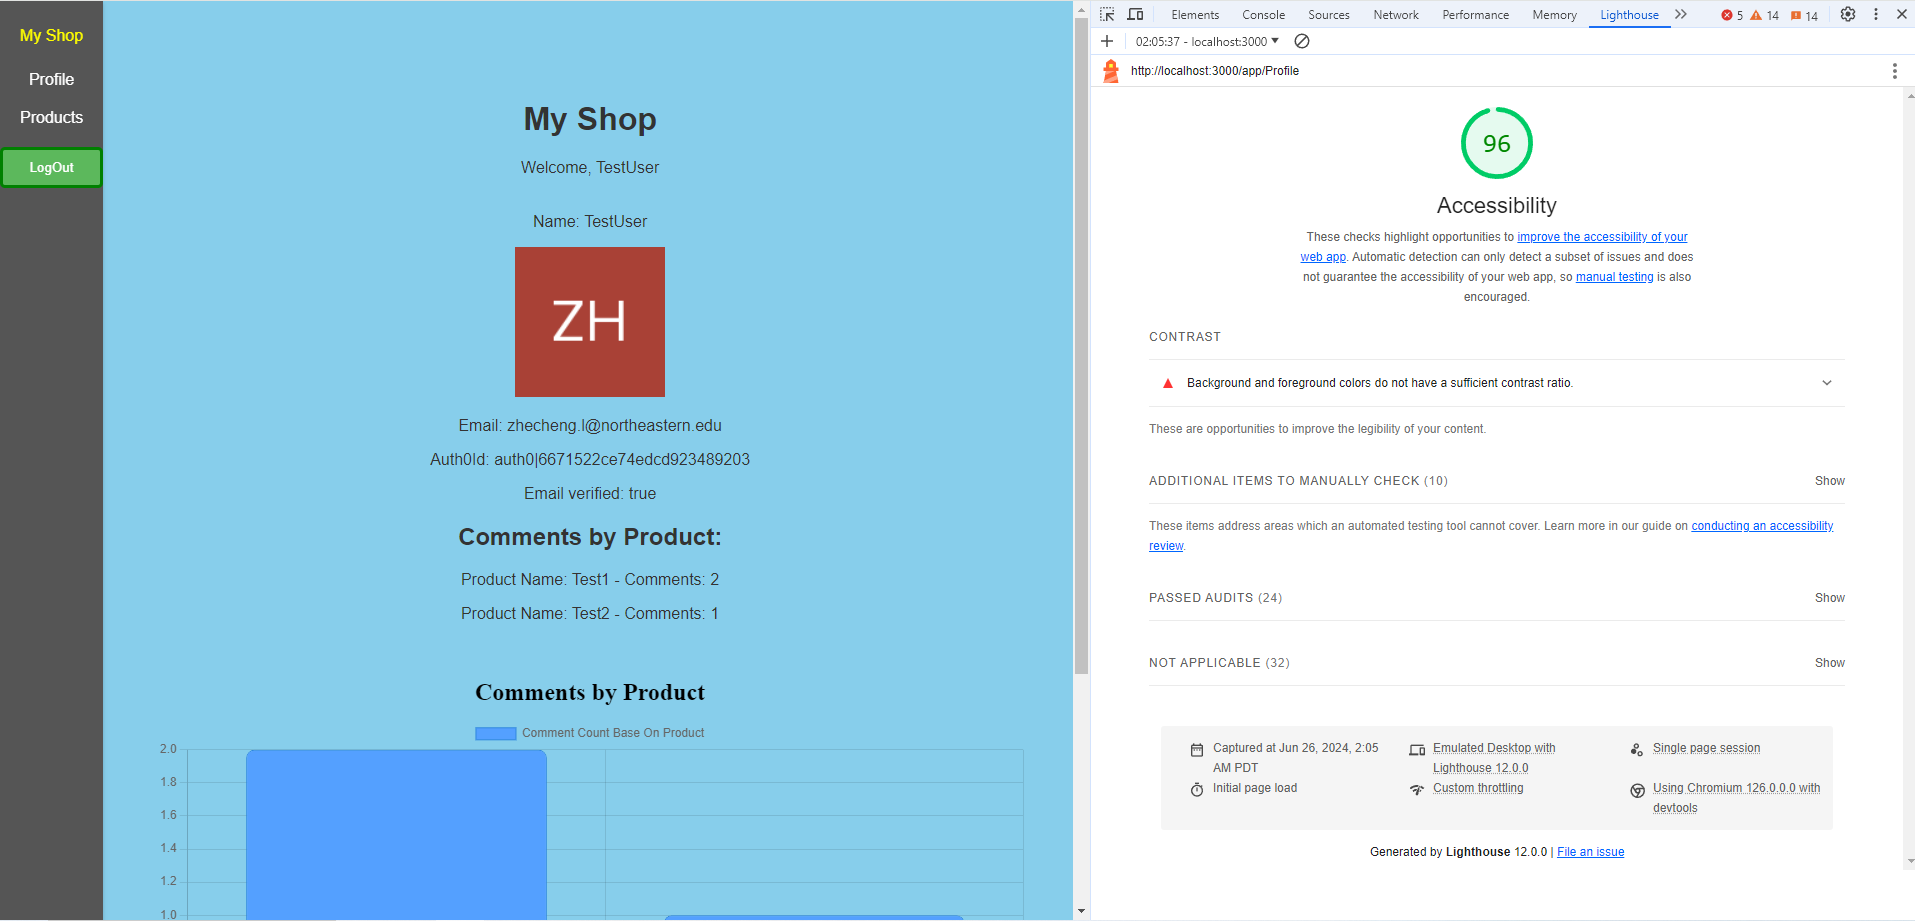 My Shop
Profile
Products
LogOut
My Shop
Welcome, TestUser
Name: TestUser
ZH
Email: zhecheng.l@northeastern.edu
Auth0Id: auth0|6671522ce74edcd923489203
Email verified: true
Comments by Product:
Product Name: Test1 - Comments: 2
Product Name: Test2 - Comments: 1
Comments by Product
Comment Count Base On Product
2.0
1.8
1.6
1.4
1.2
1.0
Elements Console Sources Network Performance Memory Lighthouse 5 14 14
02:05:37 - localhost:3000
http://localhost:3000/app/Profile
96
Accessibility
These checks highlight opportunities to improve the accessibility of your
web app. Automatic detection can only detect a subset of issues and does
not guarantee the accessibility of your web app, so manual testing is also
encouraged.
CONTRAST
Background and foreground colors do not have a sufficient contrast ratio.
These are opportunities to improve the legibility of your content.
ADDITIONAL ITEMS TO MANUALLY CHECK (10) Show
These items address areas which an automated testing tool cannot cover. Learn more in our guide on conducting an accessibility
review.
PASSED AUDITS (24) Show
NOT APPLICABLE (32) Show
Captured at Jun 26, 2024, 2:05
AM PDT
Emulated Desktop with
Lighthouse 12.0.0
Single page session
Initial page load
Custom throttling
Using Chromium 126.0.0.0 with
devtools
Generated by Lighthouse 12.0.0 | File an issue